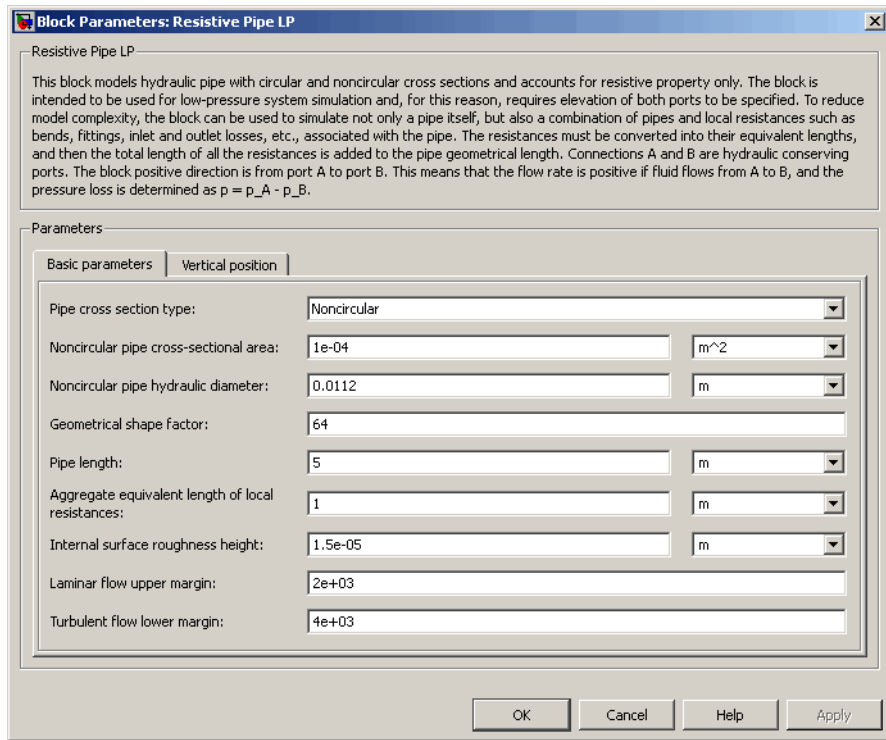 Block Parameters: Resistive Pipe LP
Resistive Pipe LP
This block models hydraulic pipe with circular and noncircular cross sections and accounts for resistive property only. The block is
intended to be used for low-pressure system simulation and, for this reason, requires elevation of both ports to be specified. To reduce
model complexity, the block can be used to simulate not only a pipe itself, but also a combination of pipes and local resistances such as
bends, fittings, inlet and outlet losses, etc., associated with the pipe. The resistances must be converted into their equivalent lengths,
and then the total length of all the resistances is added to the pipe geometrical length. Connections A and B are hydraulic conserving
ports. The block positive direction is from port A to port B. This means that the flow rate is positive if fluid flows from A to B, and the
pressure loss is determined as p = p_A - p_B.
Parameters
Basic parameters Vertical position
Pipe cross section type: Noncircular
Noncircular pipe cross-sectional area: 1e-04 m^2
Noncircular pipe hydraulic diameter: 0.0112 m
Geometrical shape factor: 64
Pipe length: 5 m
Aggregate equivalent length of local
resistances: 1 m
Internal surface roughness height: 1.5e-05 m
Laminar flow upper margin: 2e+03
Turbulent flow lower margin: 4e+03
OK Cancel Help Apply